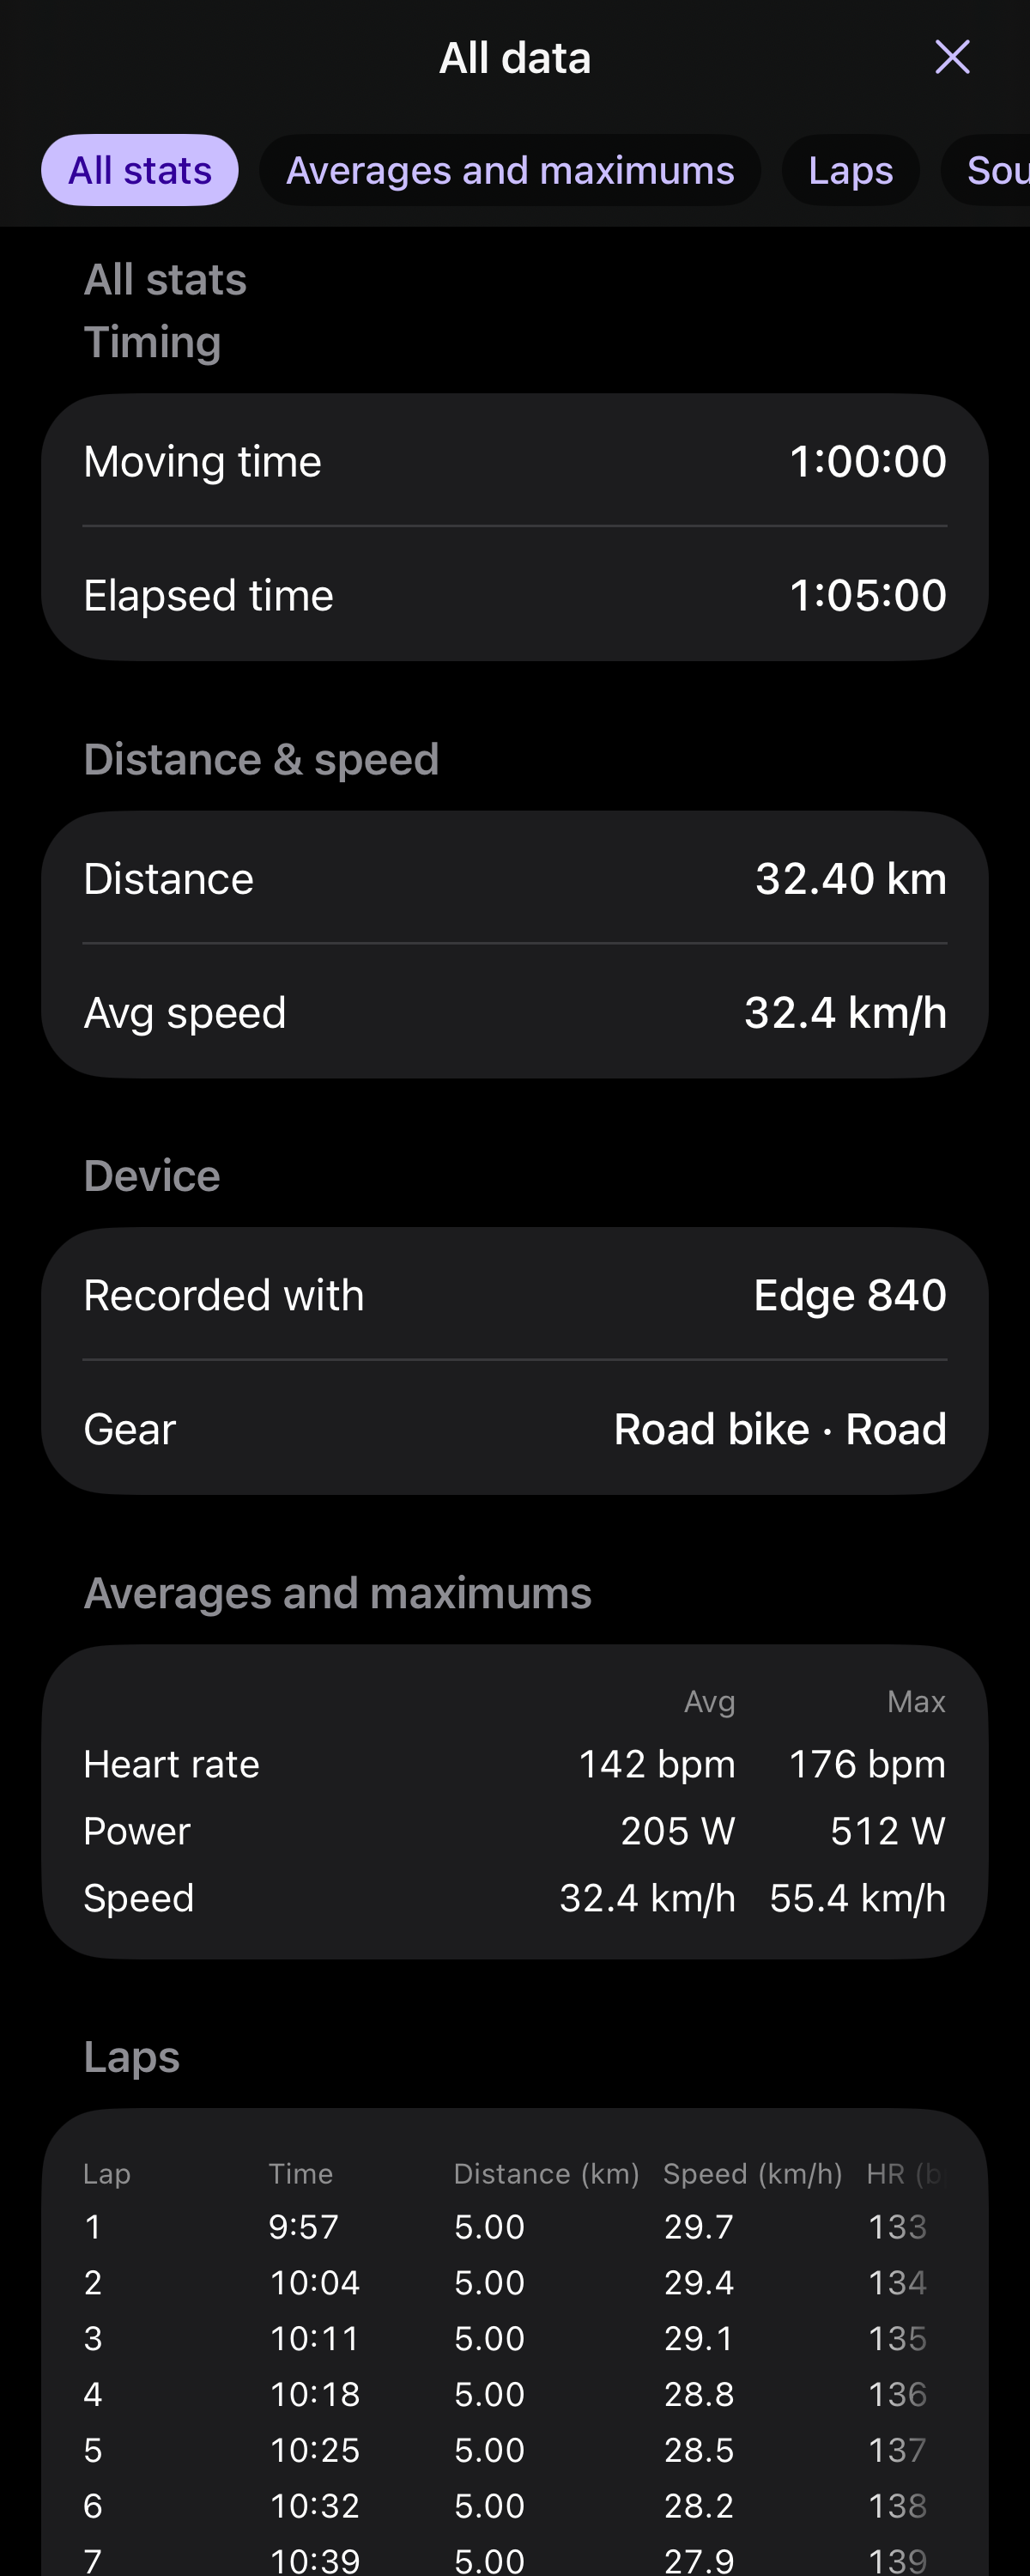 All data
All stats Averages and maximums Laps Sou
All stats
Timing
Moving time 1:00:00
Elapsed time 1:05:00
Distance & speed
Distance 32.40 km
Avg speed 32.4 km/h
Device
Recorded with Edge 840
Gear Road bike · Road
Averages and maximums
Avg Max
Heart rate 142 bpm 176 bpm
Power 205 W 512 W
Speed 32.4 km/h 55.4 km/h
Laps
Lap Time Distance (km) Speed (km/h) HR (b
1 9:57 5.00 29.7 133
2 10:04 5.00 29.4 134
3 10:11 5.00 29.1 135
4 10:18 5.00 28.8 136
5 10:25 5.00 28.5 137
6 10:32 5.00 28.2 138
7 10:39 5.00 27.9 139